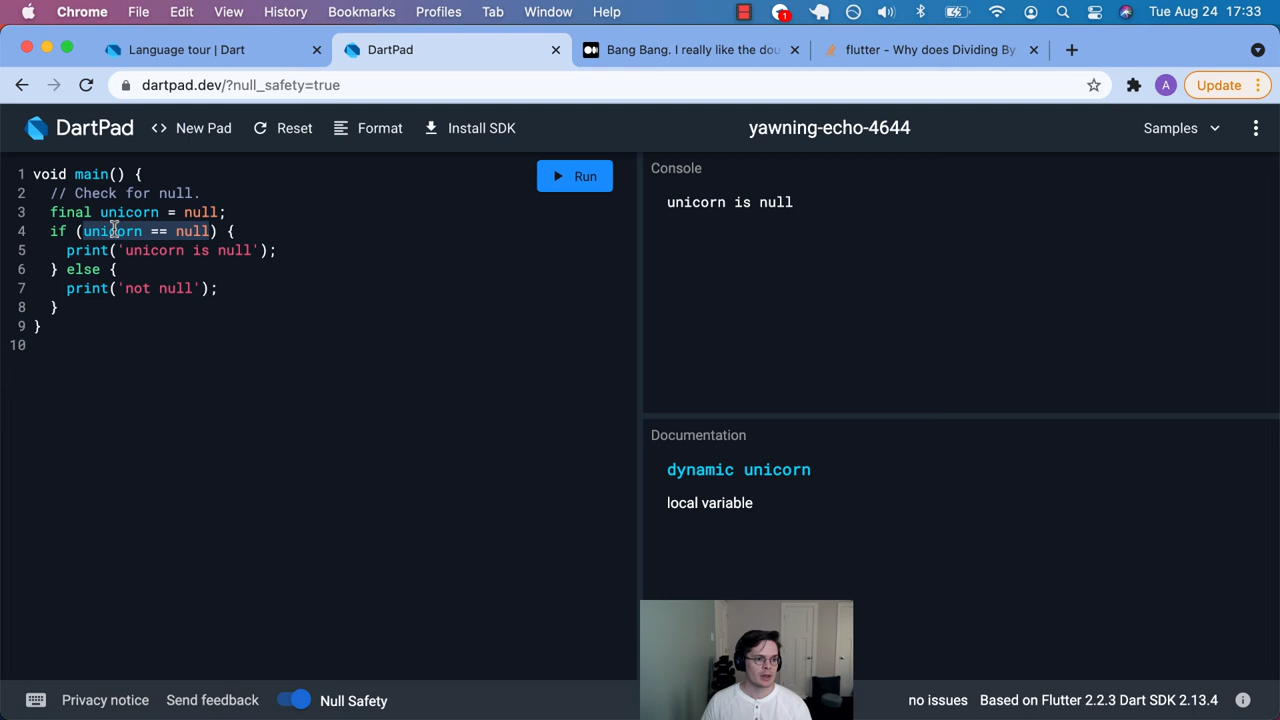 Chrome File Edit View History Bookmarks Profiles Tab Window Help 1 Tue Aug 24 17:33
Language tour | Dart
DartPad
Bang Bang. I really like the dou
flutter - Why does Dividing By
dartpad.dev/?null_safety=true
A
Update
DartPad
<> New Pad
Reset
Format
Install SDK
yawning-echo-4644
Samples
1 void main() {
2 // Check for null.
3 final unicorn = null;
4 if (unicorn == null) {
5 print('unicorn is null');
6 } else {
7 print('not null');
8 }
9 }
10
Run
Console
unicorn is null
Documentation
dynamic unicorn
local variable
Privacy notice
Send feedback
Null Safety
no issues
Based on Flutter 2.2.3 Dart SDK 2.13.4